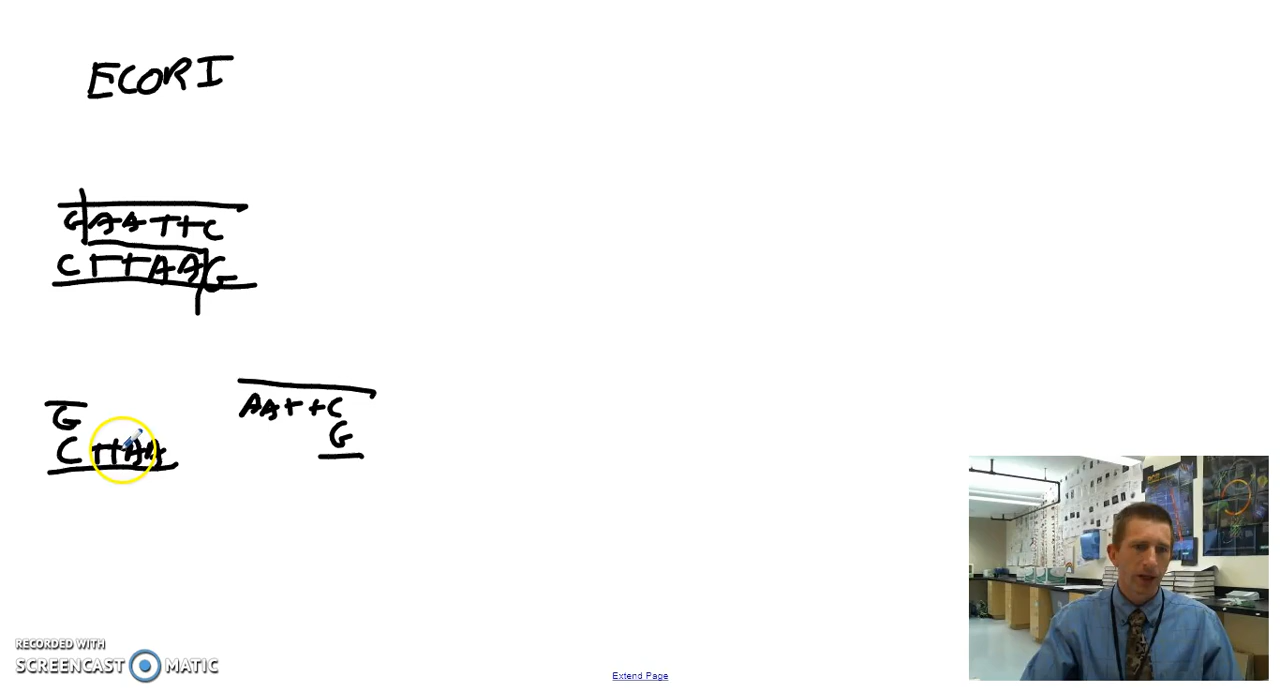 ECORI
GAATTC
CTTAAG
G
CTTAA
AATTC
G
RECORDED WITH
SCREENCAST MATIC
Extend Page